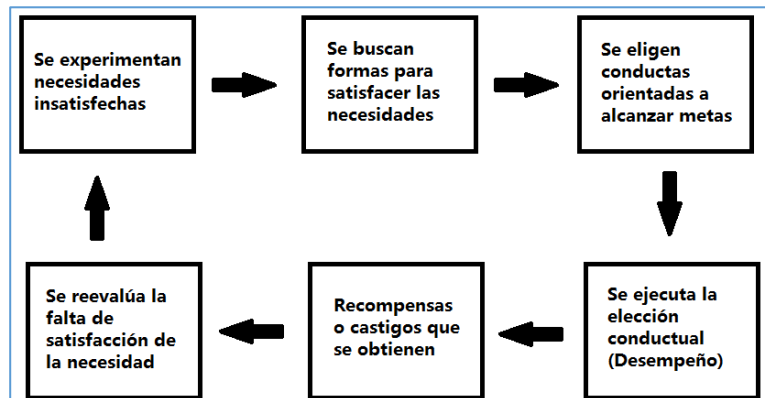 Se experimentan
necesidades
insatisfechas
Se buscan
formas para
satisfacer las
necesidades
Se eligen
conductas
orientadas a
alcanzar metas
Se ejecuta la
elección
conductual
(Desempeño)
Recompensas
o castigos que
se obtienen
Se reevalúa la
falta de
satisfacción de
la necesidad